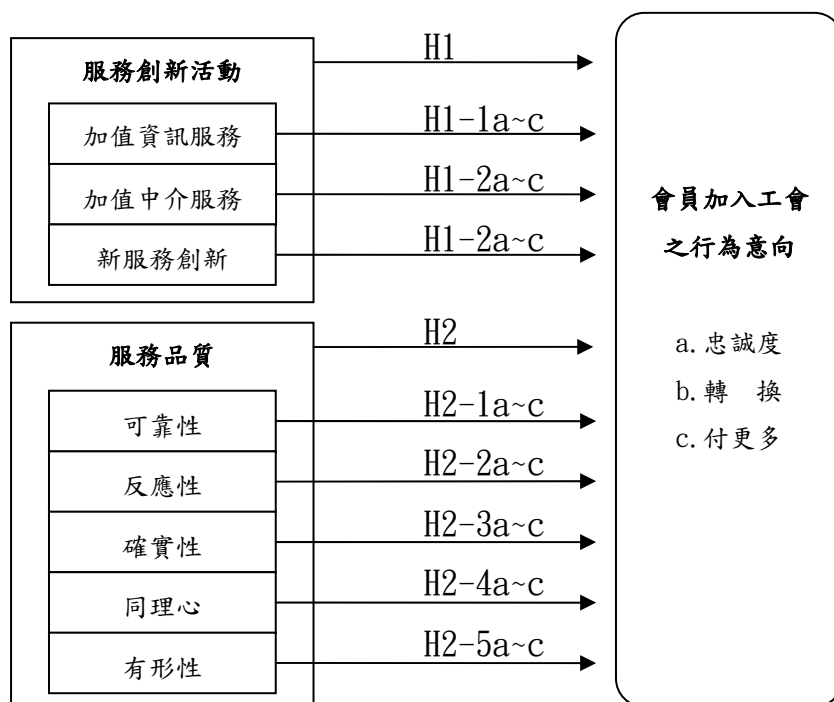 服務創新活動
H1
加值資訊服務
H1-1a~c
加值中介服務
H1-2a~c
新服務創新
H1-2a~c
服務品質
H2
可靠性
H2-1a~c
反應性
H2-2a~c
確實性
H2-3a~c
同理心
H2-4a~c
有形性
H2-5a~c
會員加入工會
之行為意向
a.忠誠度
b.轉 換
c.付更多